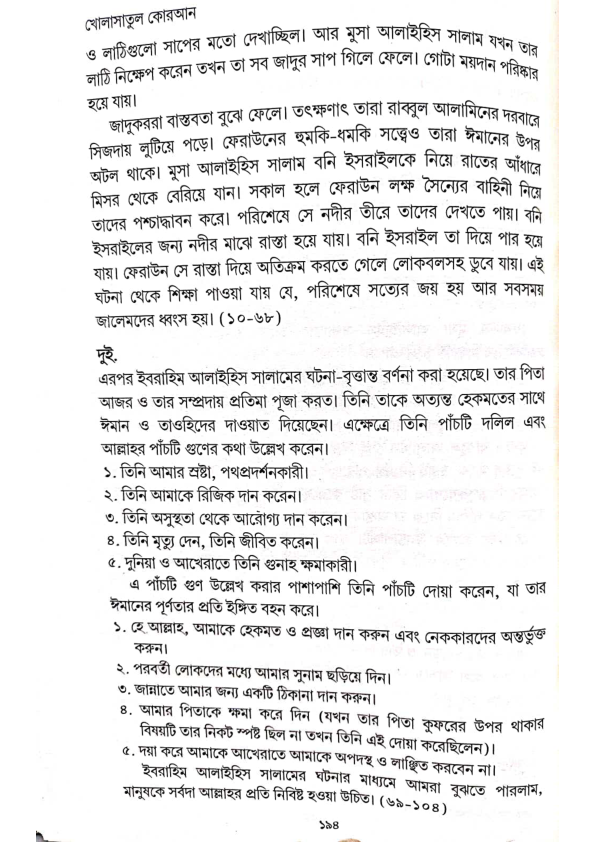 খোলাসাতুল কোরআন
ও লাঠিগুলো সাপের মতো দেখাচ্ছিল। আর মুসা আলাইহিস সালাম যখন তার
লাঠি নিক্ষেপ করেন তখন তা সব জাদুর সাপ গিলে ফেলে। গোটা ময়দান পরিষ্কার
হয়ে যায়।
জাদুকররা বাস্তবতা বুঝে ফেলে। তৎক্ষণাৎ তারা রাব্বুল আলামিনের দরবারে
সিজদায় লুটিয়ে পড়ে। ফেরাউনের হুমকি-ধমকি সত্ত্বেও তারা ঈমানের উপর
অটল থাকে। মুসা আলাইহিস সালাম বনি ইসরাইলকে নিয়ে রাতের আঁধারে
মিসর থেকে বেরিয়ে যান। সকাল হলে ফেরাউন লক্ষ সৈন্যের বাহিনী নিয়ে
তাদের পশ্চাদ্ধাবন করে। পরিশেষে সে নদীর তীরে তাদের দেখতে পায়। বনি
ইসরাইলের জন্য নদীর মাঝে রাস্তা হয়ে যায়। বনি ইসরাইল তা দিয়ে পার হয়ে
যায়। ফেরাউন সে রাস্তা দিয়ে অতিক্রম করতে গেলে লোকবলসহ ডুবে যায়। এই
ঘটনা থেকে শিক্ষা পাওয়া যায় যে, পরিশেষে সত্যের জয় হয় আর সবসময়
জালেমদের ধ্বংস হয়। (১০-৬৮)
দুই.
এরপর ইবরাহিম আলাইহিস সালামের ঘটনা-বৃত্তান্ত বর্ণনা করা হয়েছে। তার পিতা
আজর ও তার সম্প্রদায় প্রতিমা পূজা করত। তিনি তাকে অত্যন্ত হেকমতের সাথে
ঈমান ও তাওহিদের দাওয়াত দিয়েছেন। এক্ষেত্রে তিনি পাঁচটি দলিল এবং
আল্লাহর পাঁচটি গুণের কথা উল্লেখ করেন।
১. তিনি আমার স্রষ্টা, পথপ্রদর্শনকারী।
২. তিনি আমাকে রিজিক দান করেন।
৩. তিনি অসুস্থতা থেকে আরোগ্য দান করেন।
৪. তিনি মৃত্যু দেন, তিনি জীবিত করেন।
৫. দুনিয়া ও আখেরাতে তিনি গুনাহ ক্ষমাকারী।
এ পাঁচটি গুণ উল্লেখ করার পাশাপাশি তিনি পাঁচটি দোয়া করেন, যা তার
ঈমানের পূর্ণতার প্রতি ইঙ্গিত বহন করে।
১. হে আল্লাহ, আমাকে হেকমত ও প্রজ্ঞা দান করুন এবং নেককারদের অন্তর্ভুক্ত
করুন।
২. পরবর্তী লোকদের মধ্যে আমার সুনাম ছড়িয়ে দিন।
৩. জান্নাতে আমার জন্য একটি ঠিকানা দান করুন।
৪. আমার পিতাকে ক্ষমা করে দিন (যখন তার পিতা কুফরের উপর থাকার
বিষয়টি তার নিকট স্পষ্ট ছিল না তখন তিনি এই দোয়া করেছিলেন)।
৫. দয়া করে আমাকে আখেরাতে আমাকে অপদস্থ ও লাঞ্ছিত করবেন না।
ইবরাহিম আলাইহিস সালামের ঘটনার মাধ্যমে আমরা বুঝতে পারলাম,
মানুষকে সর্বদা আল্লাহর প্রতি নিবিষ্ট হওয়া উচিত। (৬৯-১০৪)
১৯৪